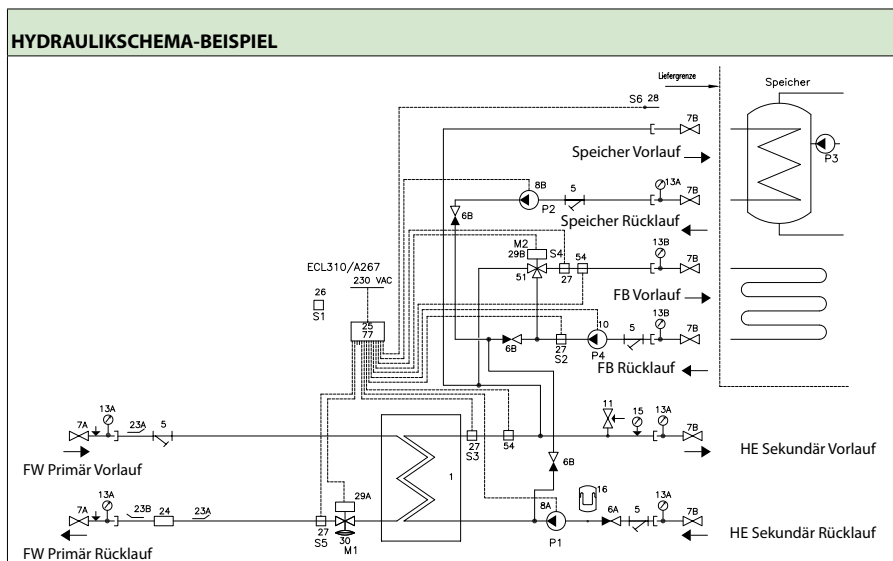 HYDRAULIKSCHEMA-BEISPIEL
Liefergrenze
Speicher
S6 28
7B
Speicher Vorlauf
P3
8B
5
13A
7B
P2
6B
Speicher Rücklauf
M2
29B
S4
54
13B
7B
51
27
FB Vorlauf
ECL310/A267
230 VAC
26
S1
25
77
10
5
13B
7B
6B
27
S2
P4
FB Rücklauf
7A
13A
23A
5
27
S3
54
11
15
13A
7B
FW Primär Vorlauf
1
6B
HE Sekundär Vorlauf
7A
13A
23B
24
23A
29A
8A
16
6A
5
13A
7B
27
S5
30
M1
P1
FW Primär Rücklauf
HE Sekundär Rücklauf